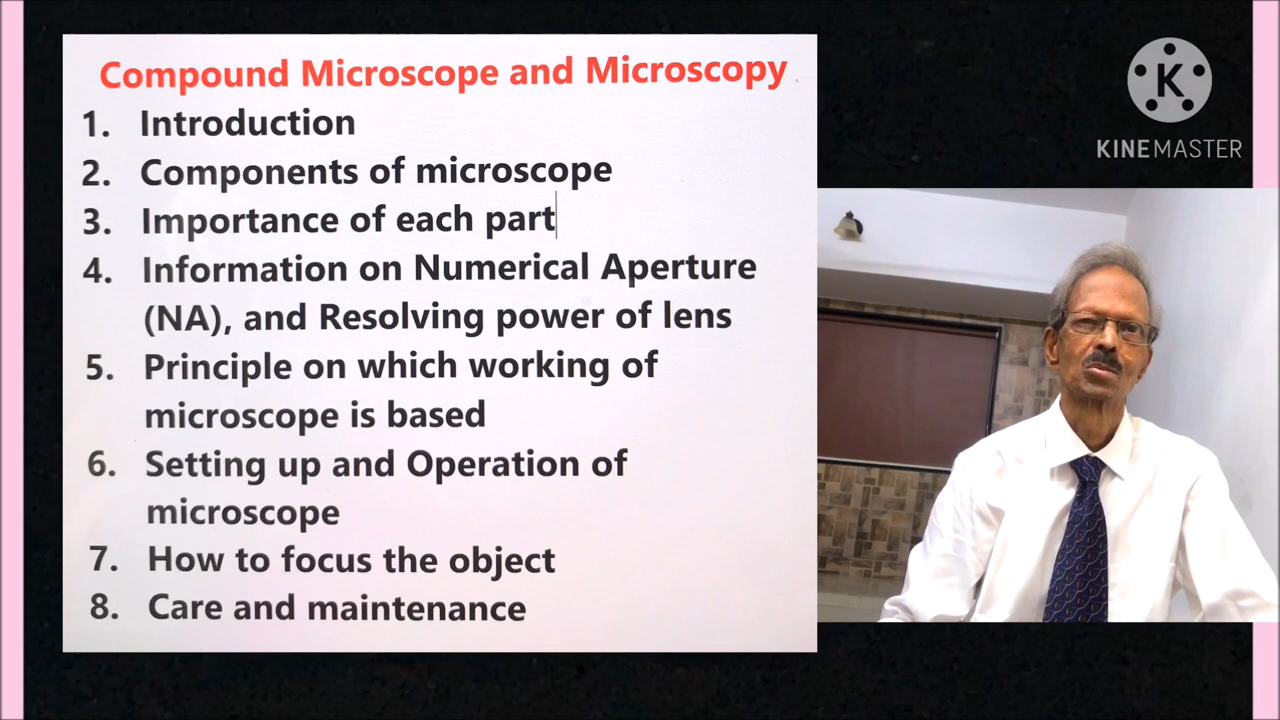 Compound Microscope and Microscopy
1. Introduction
2. Components of microscope
3. Importance of each part
4. Information on Numerical Aperture
(NA), and Resolving power of lens
5. Principle on which working of
microscope is based
6. Setting up and Operation of
microscope
7. How to focus the object
8. Care and maintenance
K
KINEMASTER